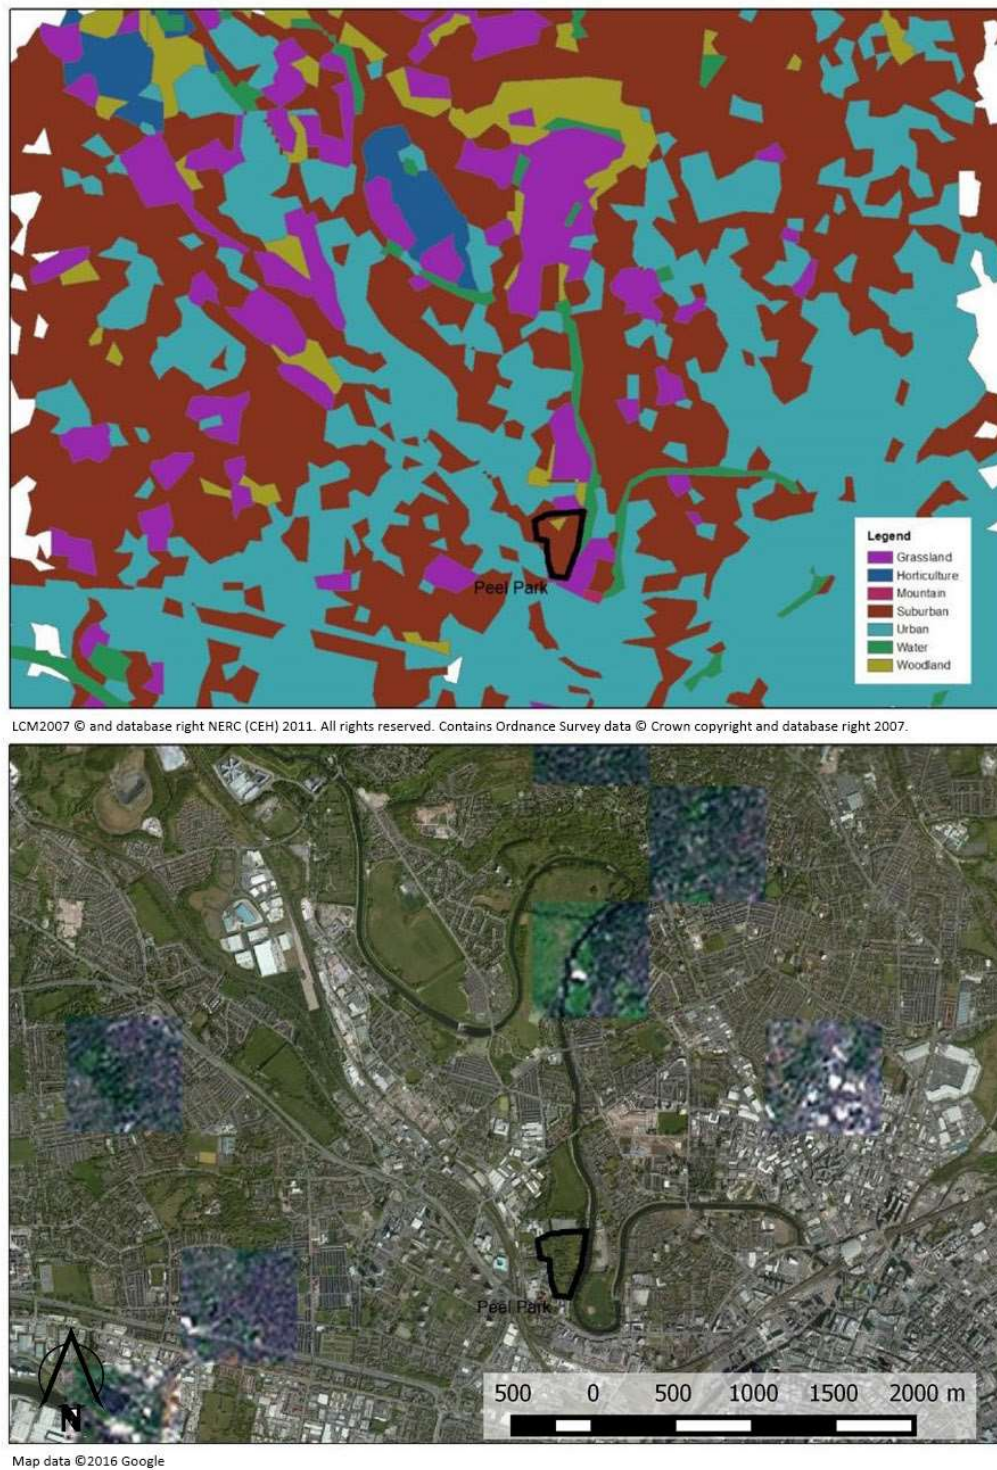 Peel Park
Legend
Grassland
Horticulture
Mountain
Suburban
Urban
Water
Woodland
LCM2007 © and database right NERC (CEH) 2011. All rights reserved. Contains Ordnance Survey data © Crown copyright and database right 2007.
Peel Park
N
500 0 500 1000 1500 2000 m
Map data ©2016 Google